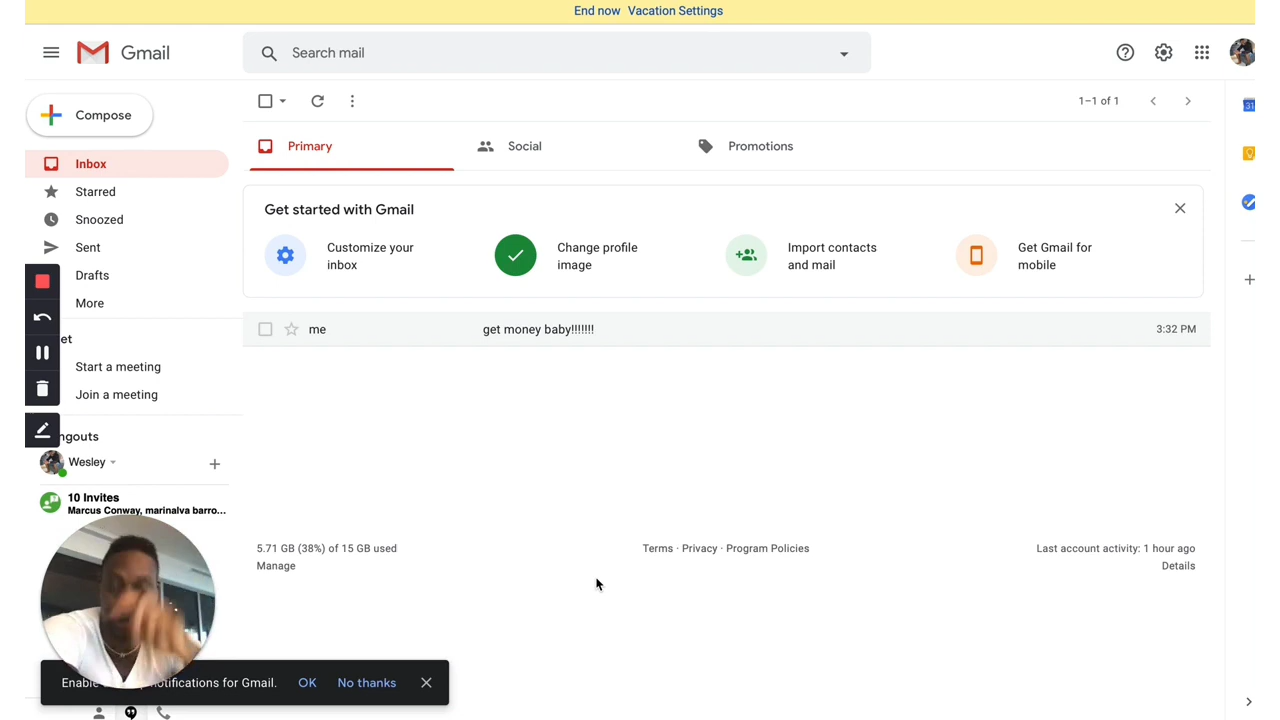 End now Vacation Settings
Gmail
Search mail
Compose
1–1 of 1
Inbox
Starred
Snoozed
Sent
Drafts
More
Primary
Social
Promotions
Get started with Gmail
Customize your
inbox
Change profile
image
Import contacts
and mail
Get Gmail for
mobile
me
get money baby!!!!!!!
3:32 PM
et
Start a meeting
Join a meeting
ngouts
Wesley
10 Invites
Marcus Conway, marinalva barro...
5.71 GB (38%) of 15 GB used
Manage
Terms · Privacy · Program Policies
Last account activity: 1 hour ago
Details
31
Enable notifications for Gmail. OK No thanks